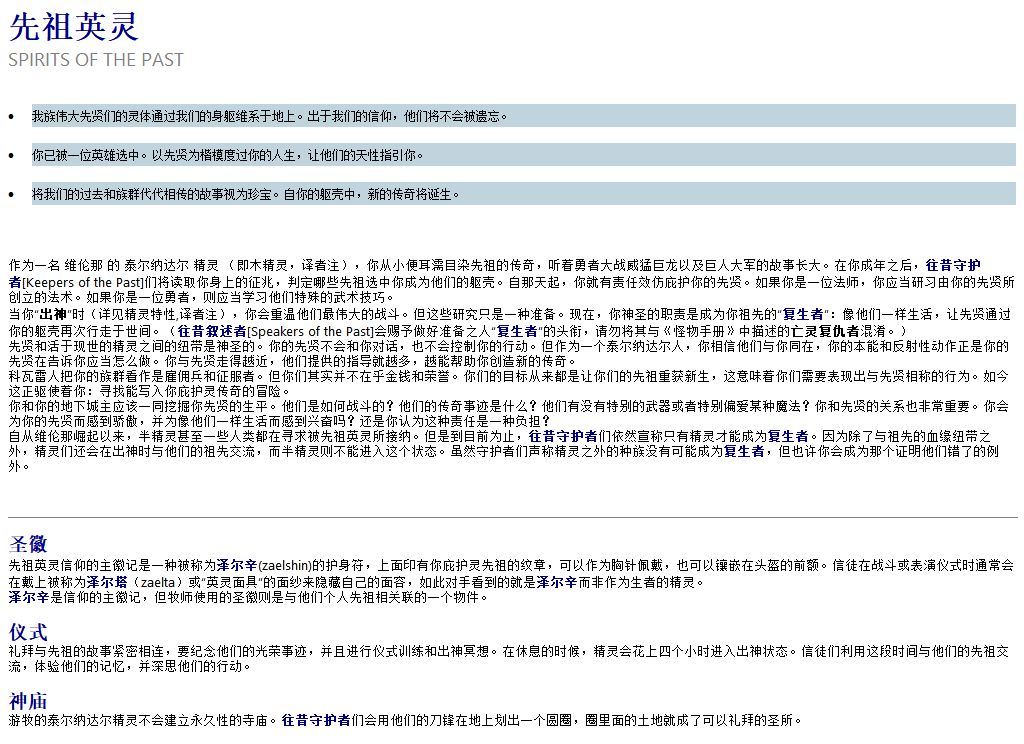 先祖英灵
SPIRITS OF THE PAST
• 我族伟大先贤们的灵体通过我们的身躯维系于地上。出于我们的信仰，他们将不会被遗忘。
• 你已被一位英雄选中。以先贤为楷模度过你的人生，让他们的天性指引你。
• 将我们的过去和族群代代相传的故事视为珍宝。自你的躯壳中，新的传奇将诞生。
作为一名 维伦那 的 泰尔纳达尔 精灵 （即木精灵，译者注），你从小便耳濡目染先祖的传奇，听着勇者大战威猛巨龙以及巨人大军的故事长大。在你成年之后，往昔守护
者[Keepers of the Past]们将读取你身上的征兆，判定哪些先祖选中你成为他们的躯壳。自那天起，你就有责任效仿庇护你的先贤。如果你是一位法师，你应当研习由你的先贤所
创立的法术。如果你是一位勇者，则应当学习他们特殊的武术技巧。
当你“出神”时（详见精灵特性,译者注），你会重温他们最伟大的战斗。但这些研究只是一种准备。现在，你神圣的职责是成为你祖先的“复生者”：像他们一样生活，让先贤通过
你的躯壳再次行走于世间。（往昔叙述者[Speakers of the Past]会赐予做好准备之人“复生者”的头衔，请勿将其与《怪物手册》中描述的亡灵复仇者混淆。）
先贤和活于现世的精灵之间的纽带是神圣的。你的先贤不会和你对话，也不会控制你的行动。但作为一个泰尔纳达尔人，你相信他们与你同在，你的本能和反射性动作正是你的
先贤在告诉你应当怎么做。你与先贤走得越近，他们提供的指导就越多，越能帮助你创造新的传奇。
科瓦雷人把你的族群看作是雇佣兵和征服者。但你们其实并不在乎金钱和荣誉。你们的目标从来都是让你们的先祖重获新生，这意味着你们需要表现出与先贤相称的行为。如今
这正驱使着你：寻找能写入你庇护灵传奇的冒险。
你和你的地下城主应该一同挖掘你先贤的生平。他们是如何战斗的？他们的传奇事迹是什么？他们有没有特别的武器或者特别偏爱某种魔法？你和先贤的关系也非常重要。你会
为你的先贤而感到骄傲，并为像他们一样生活而感到兴奋吗？还是你认为这种责任是一种负担？
自从维伦那崛起以来，半精灵甚至一些人类都在寻求被先祖英灵所接纳。但是到目前为止，往昔守护者们依然宣称只有精灵才能成为复生者。因为除了与祖先的血缘纽带之
外，精灵们还会在出神时与他们的祖先交流，而半精灵则不能进入这个状态。虽然守护者们声称精灵之外的种族没有可能成为复生者，但也许你会成为那个证明他们错了的例
外。
圣徽
先祖英灵信仰的主徽记是一种被称为泽尔辛(zaelshin)的护身符，上面印有你庇护灵先祖的纹章，可以作为胸针佩戴，也可以镶嵌在头盔的前额。信徒在战斗或表演仪式时通常会
在戴上被称为泽尔塔（zaelta）或“英灵面具”的面纱来隐藏自己的面容，如此对手看到的就是泽尔辛而非作为生者的精灵。
泽尔辛是信仰的主徽记，但牧师使用的圣徽则是与他们个人先祖相关联的一个物件。
仪式
礼拜与先祖的故事紧密相连，要纪念他们的光荣事迹，并且进行仪式训练和出神冥想。在休息的时候，精灵会花上四个小时进入出神状态。信徒们利用这段时间与他们的先祖交
流，体验他们的记忆，并深思他们的行动。
神庙
游牧的泰尔纳达尔精灵不会建立永久性的寺庙。往昔守护者们会用他们的刀锋在地上划出一个圆圈，圈里面的土地就成了可以礼拜的圣所。